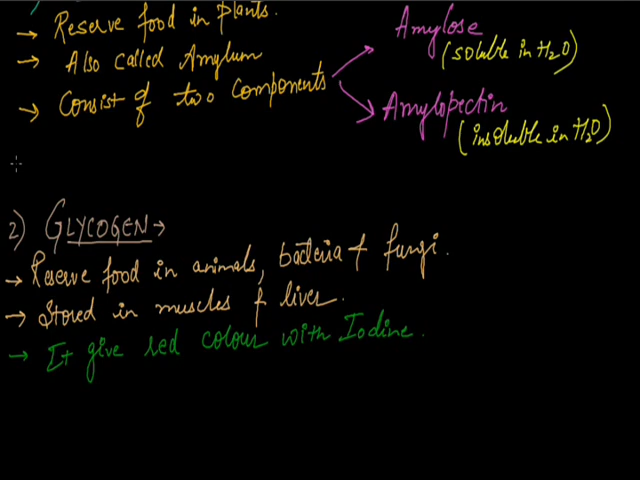 → Reserve food in plants.
→ Also called Amylum
→ Consist of two components
Amylose
(soluble in H2O)
Amylopectin
(insoluble in H2O)
2) GLYCOGEN →
→ Reserve food in animals, bacteria & fungi.
→ Stored in muscles & liver.
→ It give red colour with Iodine.